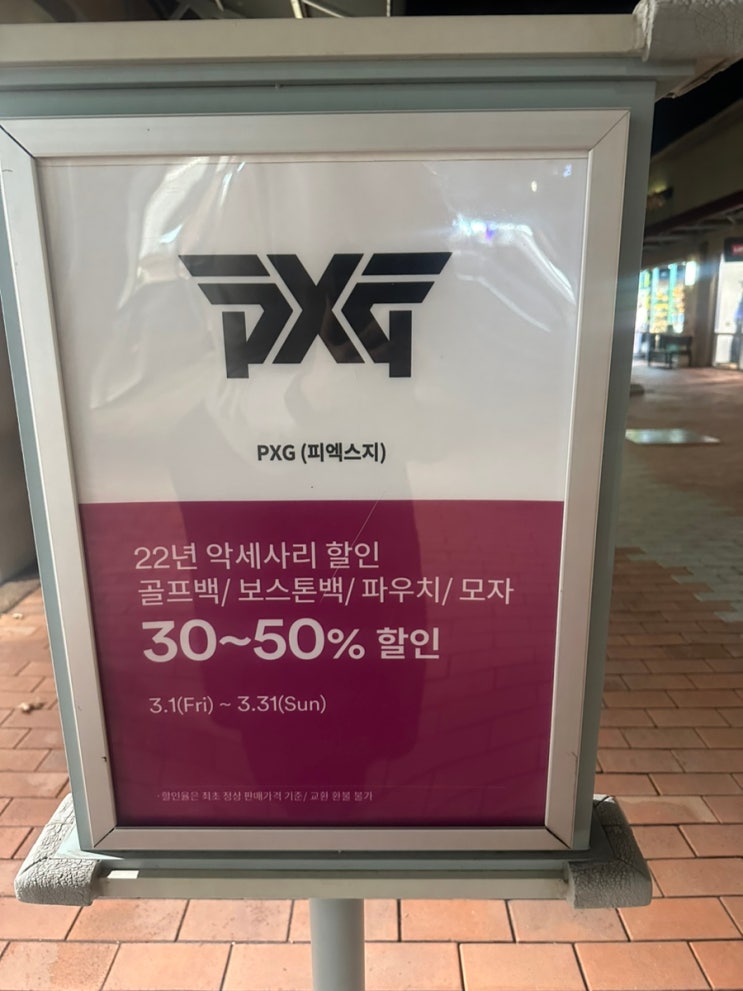 PXG
PXG (피엑스지)
22년 악세사리 할인
골프백/ 보스톤백/ 파우치/ 모자
30~50% 할인
3.1(Fri) ~ 3.31(Sun)
·할인율은 최초 정상 판매가격 기준/ 교환 환불 불가